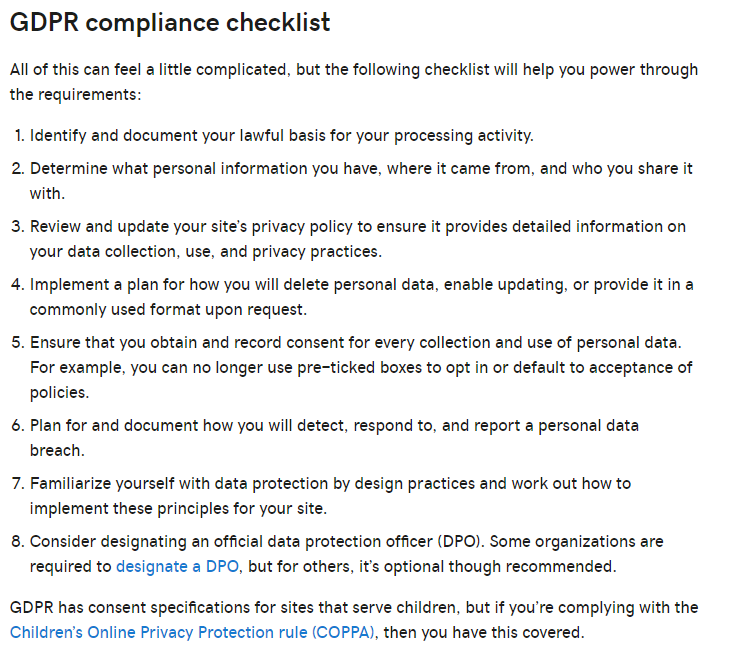 GDPR compliance checklist
All of this can feel a little complicated, but the following checklist will help you power through
the requirements:
1. Identify and document your lawful basis for your processing activity.
2. Determine what personal information you have, where it came from, and who you share it
with.
3. Review and update your site's privacy policy to ensure it provides detailed information on
your data collection, use, and privacy practices.
4. Implement a plan for how you will delete personal data, enable updating, or provide it in a
commonly used format upon request.
5. Ensure that you obtain and record consent for every collection and use of personal data.
For example, you can no longer use pre-ticked boxes to opt in or default to acceptance of
policies.
6. Plan for and document how you will detect, respond to, and report a personal data
breach.
7. Familiarize yourself with data protection by design practices and work out how to
implement these principles for your site.
8. Consider designating an official data protection officer (DPO). Some organizations are
required to designate a DPO, but for others, it's optional though recommended.
GDPR has consent specifications for sites that serve children, but if you're complying with the
Children's Online Privacy Protection rule (COPPA), then you have this covered.